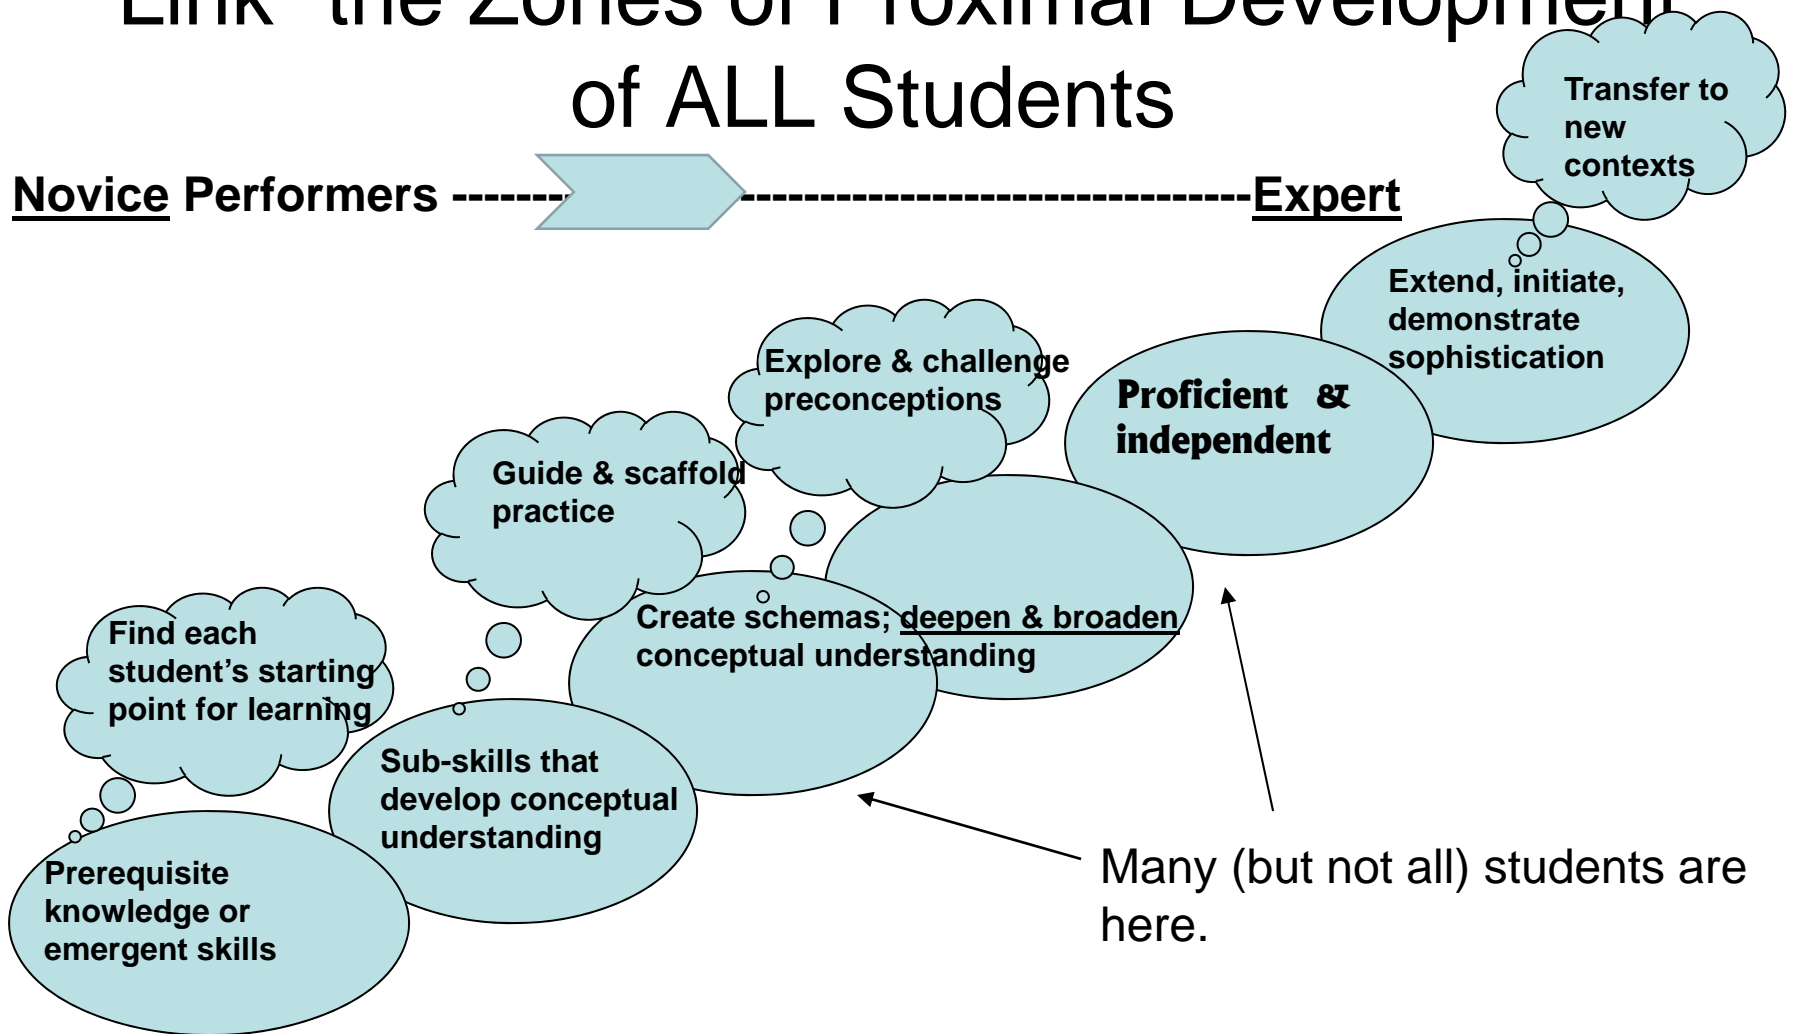 Link” the Zones of Proximal Development
of ALL Students
Novice Performers -------------------------------------------Expert
Transfer to
new
contexts
Extend, initiate,
demonstrate
sophistication
Proficient & 
independent
Explore & challenge
preconceptions
Guide & scaffold
practice
Create schemas; deepen & broaden
conceptual understanding
Find each
student’s starting
point for learning
Sub-skills that
develop conceptual
understanding
Prerequisite
knowledge or
emergent skills
Many (but not all) students are
here.